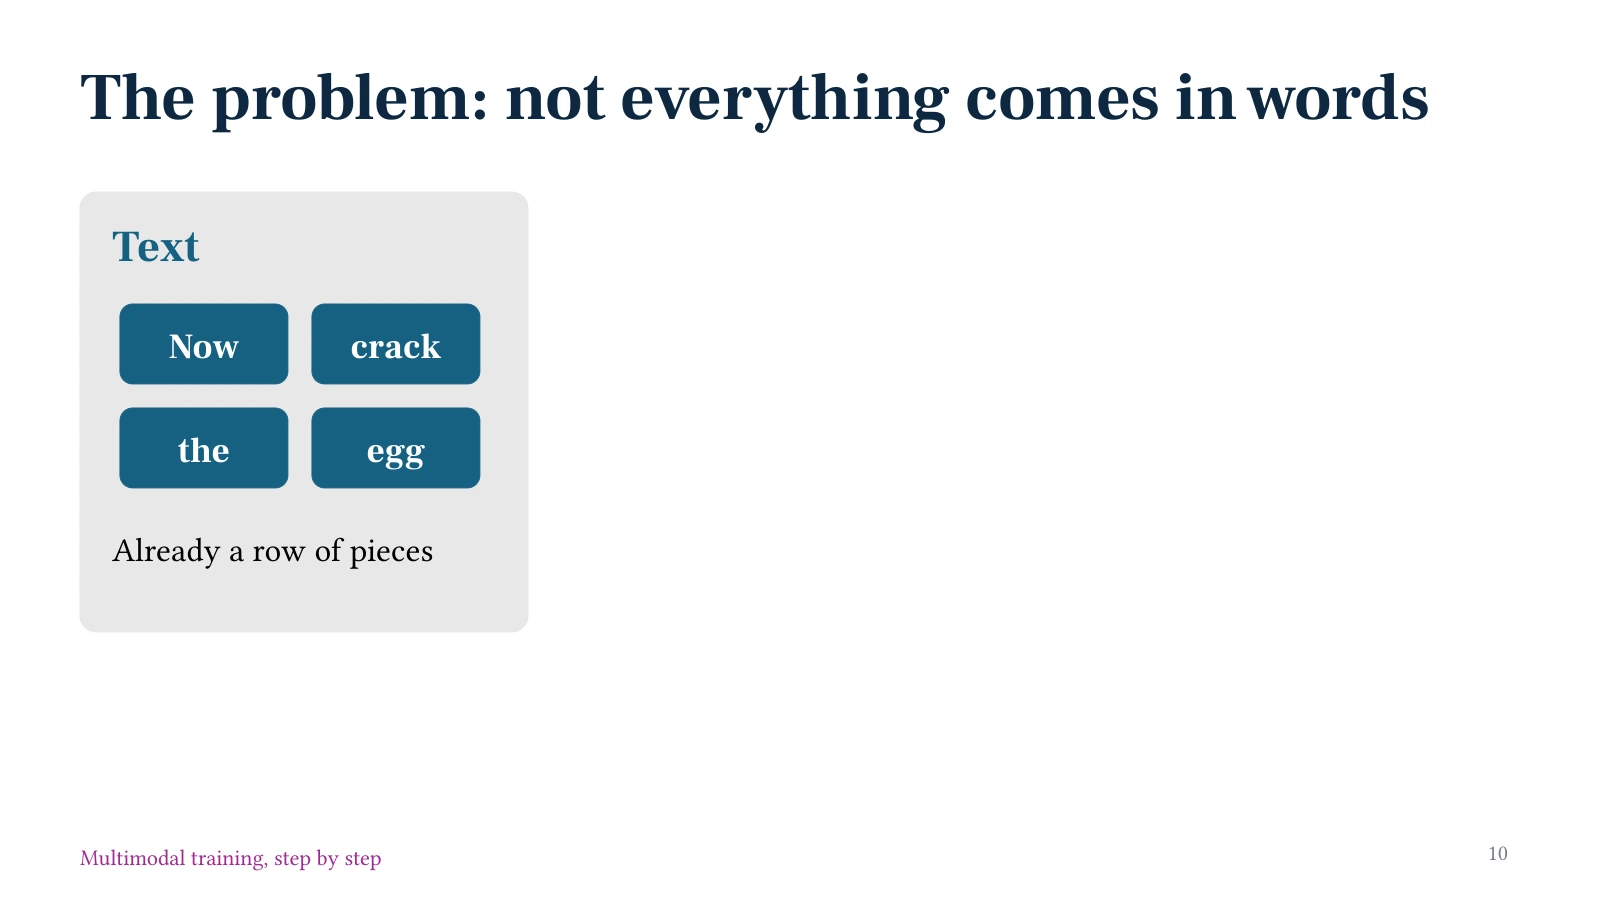 The problem: not everything comes in words
Text
Now crack
the egg
Already a row of pieces
Multimodal training, step by step
10